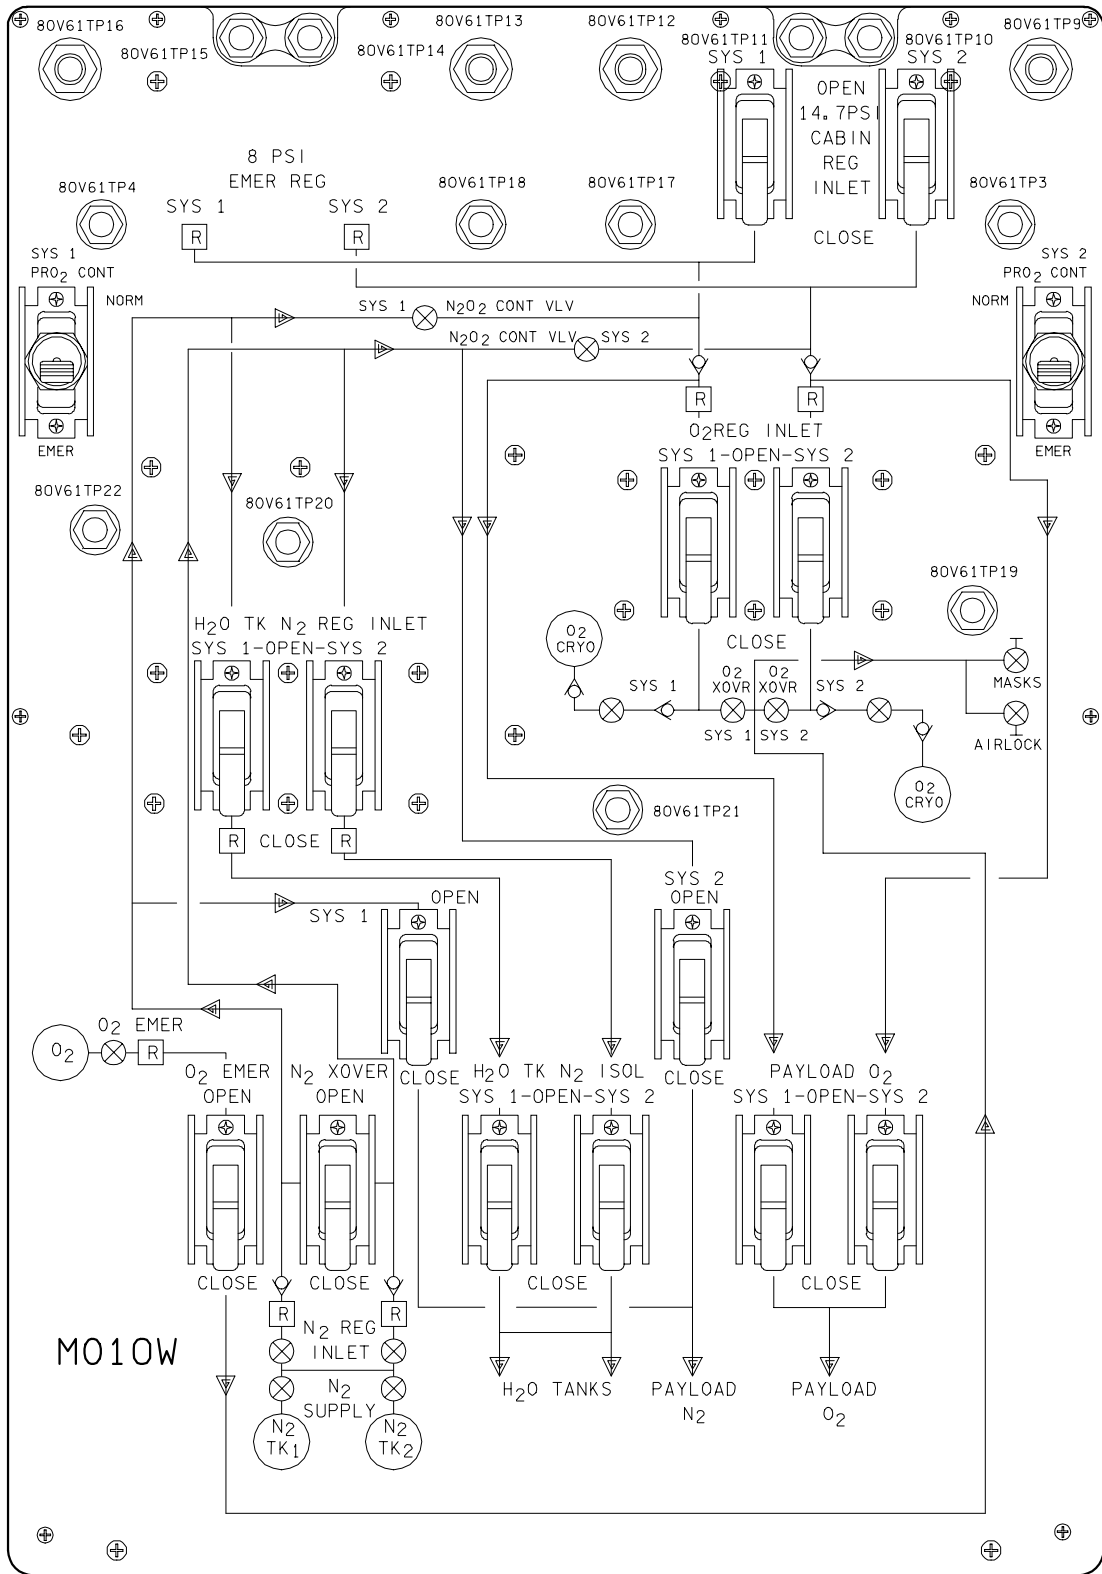 80V61TP16
80V61TP15
80V61TP14
80V61TP13
80V61TP12
80V61TP11
80V61TP10
80V61TP9
SYS 1
SYS 2
OPEN
14.7PSI
CABIN
REG
INLET
CLOSE
8 PSI
EMER REG
SYS 1
SYS 2
R
R
80V61TP4
80V61TP18
80V61TP17
80V61TP3
SYS 1
PRO2 CONT
NORM
EMER
SYS 2
PRO2 CONT
NORM
EMER
SYS 1
N2O2 CONT VLV
N2O2 CONT VLV
SYS 2
R
R
O2REG INLET
SYS 1-OPEN-SYS 2
CLOSE
80V61TP22
80V61TP20
80V61TP19
H2O TK N2 REG INLET
SYS 1-OPEN-SYS 2
R
CLOSE
R
O2
CRYO
SYS 1
O2
XOVR
O2
XOVR
SYS 2
SYS 1
SYS 2
MASKS
AIRLOCK
O2
CRYO
80V61TP21
SYS 1
OPEN
CLOSE
SYS 2
OPEN
CLOSE
O2
O2 EMER
R
O2 EMER
OPEN
CLOSE
N2 XOVER
OPEN
CLOSE
H2O TK N2 ISOL
SYS 1-OPEN-SYS 2
CLOSE
PAYLOAD O2
SYS 1-OPEN-SYS 2
CLOSE
R
R
N2 REG
INLET
N2
SUPPLY
N2
TK1
N2
TK2
H2O TANKS
PAYLOAD
N2
PAYLOAD
O2
MO10W